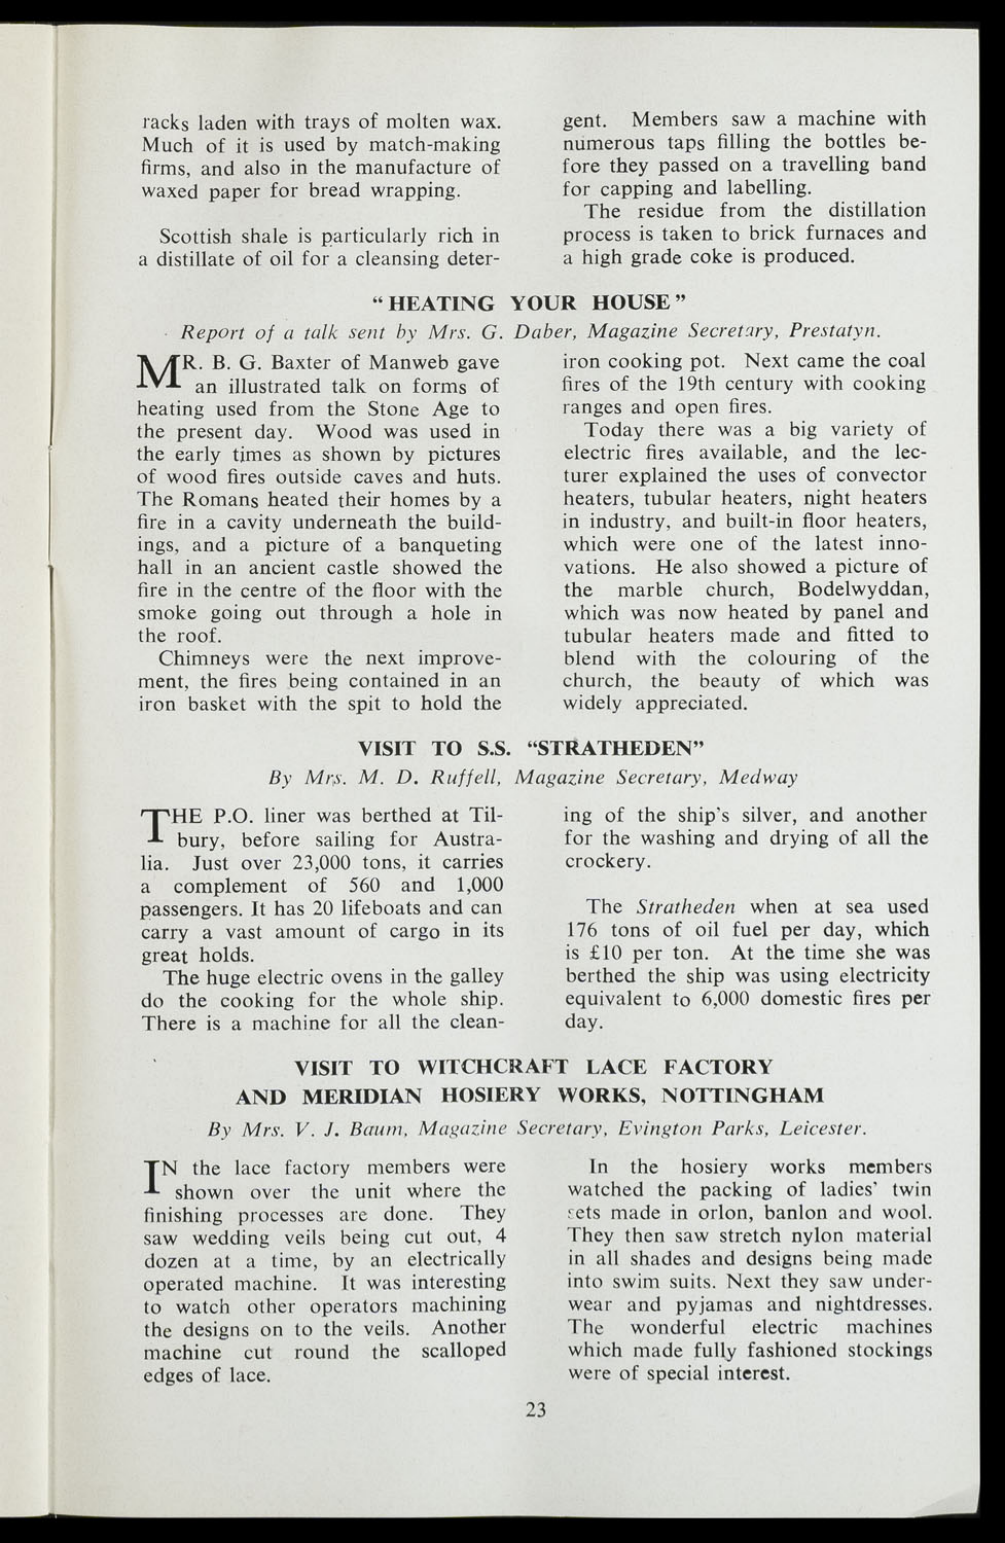 racks laden with trays of molten wax.
Much of it is used by match-making
firms, and also in the manufacture of
waxed paper for bread wrapping.
Scottish shale is particularly rich in
a distillate of oil for a cleansing deter-
gent. Members saw a machine with
numerous taps filling the bottles be-
fore they passed on a travelling band
for capping and labelling.
The residue from the distillation
process is taken to brick furnaces and
a high grade coke is produced.
"HEATING YOUR HOUSE"
Report of a talk sent by Mrs. G. Daber, Magazine Secretary, Prestatyn.
MR. B. G. Baxter of Manweb gave
an illustrated talk on forms of
heating used from the Stone Age to
the present day. Wood was used in
the early times as shown by pictures
of wood fires outside caves and huts.
The Romans heated their homes by a
fire in a cavity underneath the build-
ings, and a picture of a banqueting
hall in an ancient castle showed the
fire in the centre of the floor with the
smoke going out through a hole in
the roof.
Chimneys were the next improve-
ment, the fires being contained in an
iron basket with the spit to hold the
iron cooking pot. Next came the coal
fires of the 19th century with cooking
ranges and open fires.
Today there was a big variety of
electric fires available, and the lec-
turer explained the uses of convector
heaters, tubular heaters, night heaters
in industry, and built-in floor heaters,
which were one of the latest inno-
vations. He also showed a picture of
the marble church, Bodelwyddan,
which was now heated by panel and
tubular heaters made and fitted to
blend with the colouring of the
church, the beauty of which was
widely appreciated.
VISIT TO S.S. "STRATHEDEN"
By Mrs. M. D. Ruffell, Magazine Secretary, Medway
THE P.O. liner was berthed at Til-
bury, before sailing for Austra-
lia. Just over 23,000 tons, it carries
a complement of 560 and 1,000
passengers. It has 20 lifeboats and can
carry a vast amount of cargo in its
great holds.
The huge electric ovens in the galley
do the cooking for the whole ship.
There is a machine for all the clean-
ing of the ship's silver, and another
for the washing and drying of all the
crockery.
The Stratheden when at sea used
176 tons of oil fuel per day, which
is £10 per ton. At the time she was
berthed the ship was using electricity
equivalent to 6,000 domestic fires per
day.
VISIT TO WITCHCRAFT LACE FACTORY
AND MERIDIAN HOSIERY WORKS, NOTTINGHAM
By Mrs. V. J. Baum, Magazine Secretary, Evington Parks, Leicester.
IN the lace factory members were
shown over the unit where the
finishing processes are done. They
saw wedding veils being cut out, 4
dozen at a time, by an electrically
operated machine. It was interesting
to watch other operators machining
the designs on to the veils. Another
machine cut round the scalloped
edges of lace.
In the hosiery works members
watched the packing of ladies' twin
sets made in orlon, banlon and wool.
They then saw stretch nylon material
in all shades and designs being made
into swim suits. Next they saw under-
wear and pyjamas and nightdresses.
The wonderful electric machines
which made fully fashioned stockings
were of special interest.
23